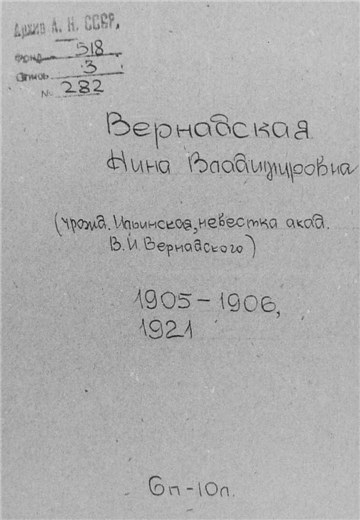 Архив А. Н. СССР,
Фонд 518
Опись 3
№ 282
Вернадская
Нина Владимировна
(урожд. Ильинская, невестка акад.
В.И. Вернадского)
1905-1906,
1921
6п-10л.